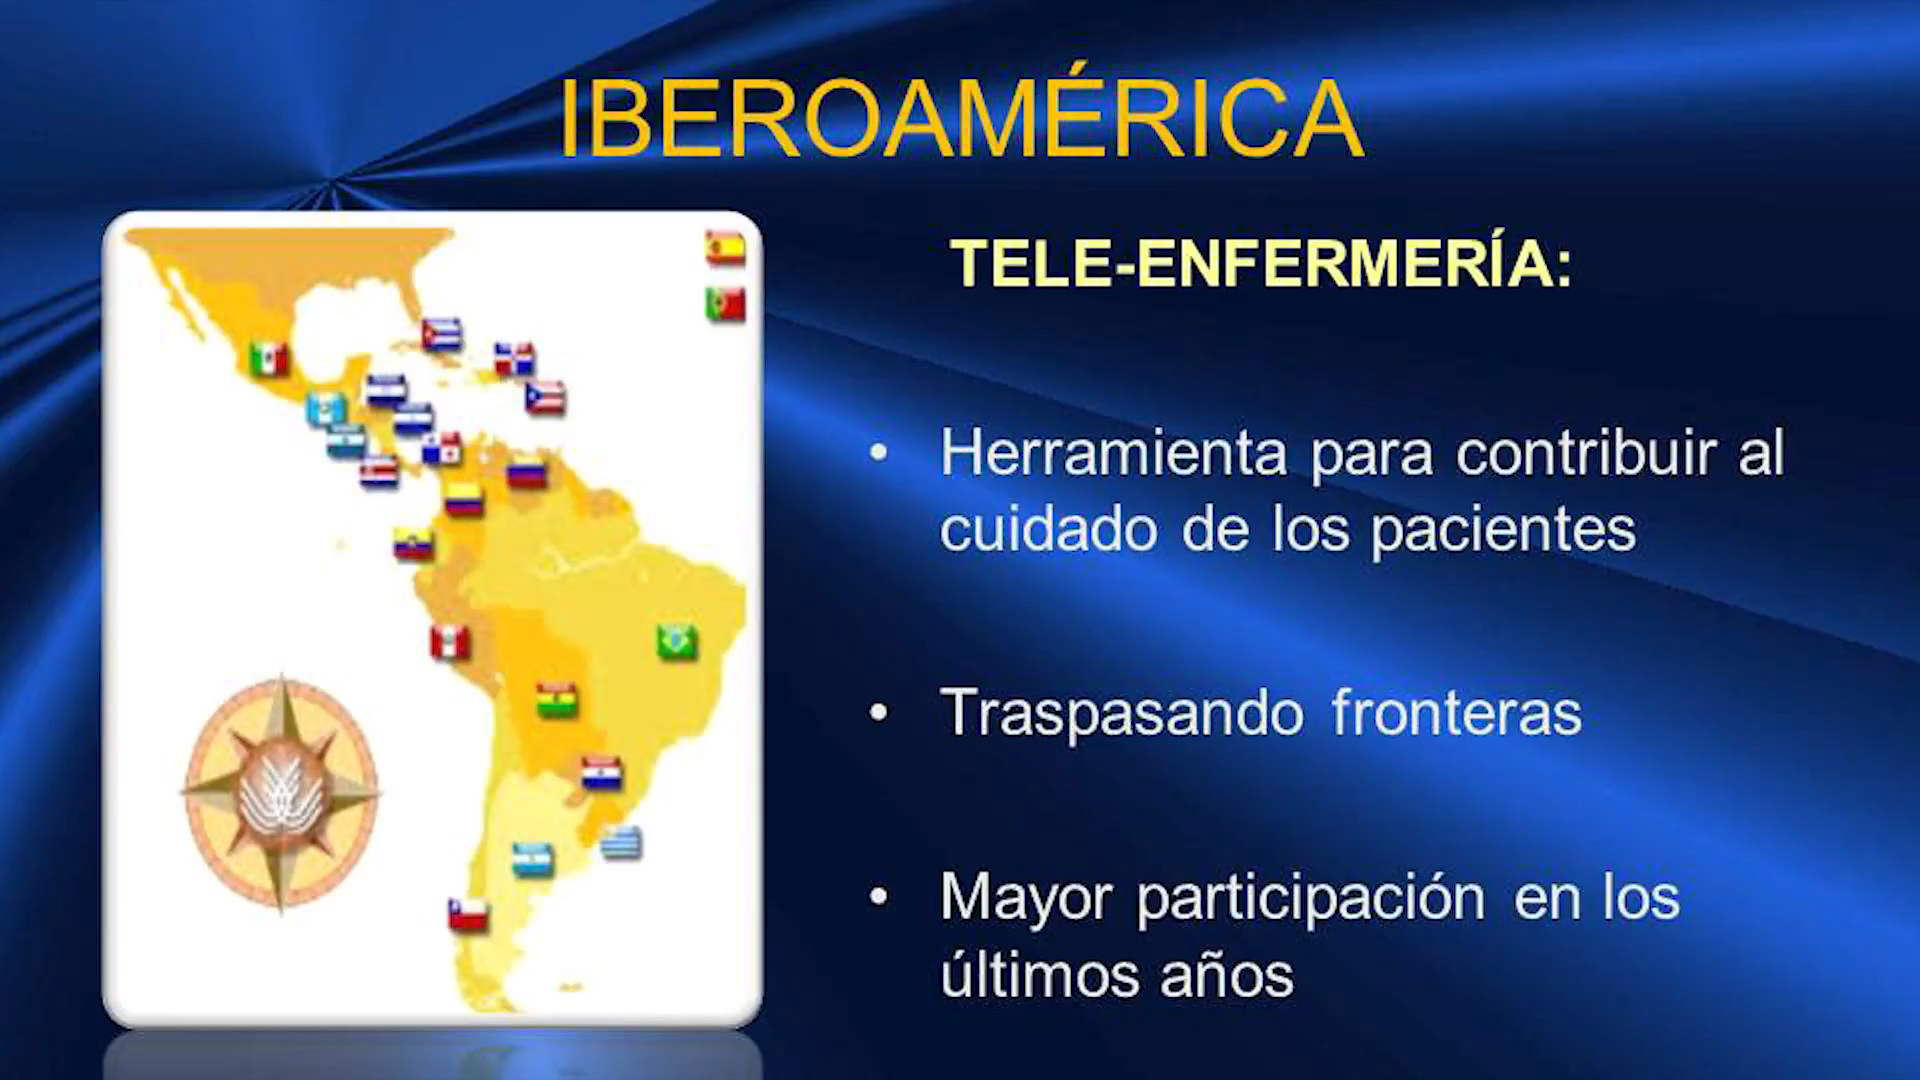 IBEROAMÉRICA
TELE-ENFERMERÍA:
• Herramienta para contribuir al
cuidado de los pacientes
• Traspasando fronteras
• Mayor participación en los
últimos años